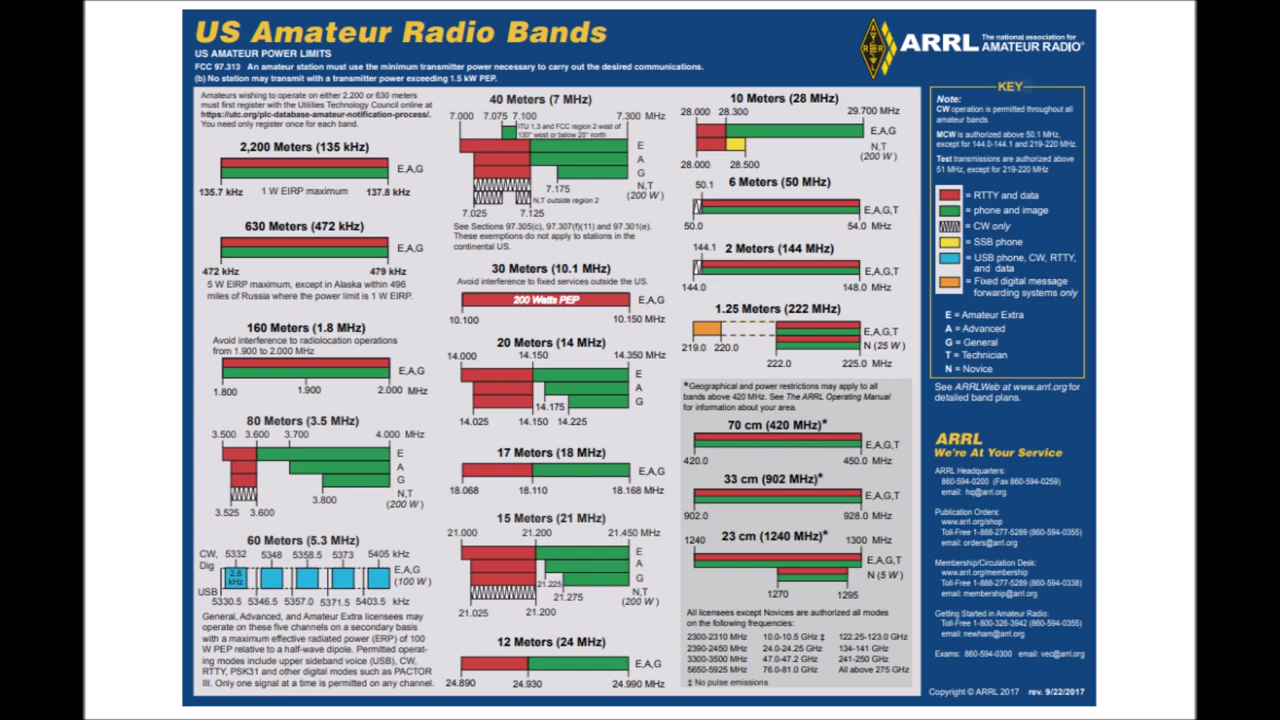 US Amateur Radio Bands
US AMATEUR POWER LIMITS
FCC 97.313 An amateur station must use the minimum transmitter power necessary to carry out the desired communications.
(b) No station may transmit with a transmitter power exceeding 1.5 kW PEP.
ARRL The national association for
AMATEUR RADIO®
Amateurs wishing to operate on either 2,200 or 630 meters
must first register with the Utilities Technology Council online at
https://utc.org/plc-database-amateur-notification-process/.
You need only register once for each band.
2,200 Meters (135 kHz)
E,A,G
135.7 kHz 1 W EIRP maximum 137.8 kHz
630 Meters (472 kHz)
E,A,G
472 kHz 479 kHz
5 W EIRP maximum, except in Alaska within 496
miles of Russia where the power limit is 1 W EIRP.
160 Meters (1.8 MHz)
Avoid interference to radiolocation operations
from 1.900 to 2.000 MHz
E,A,G
1.800 1.900 2.000 MHz
80 Meters (3.5 MHz)
3.500 3.600 3.700 4.000 MHz
E
A
G
N,T
(200 W)
3.800
3.525 3.600
60 Meters (5.3 MHz)
CW, 5332 5348 5358.5 5373 5405 kHz
Dig
2.8
kHz
E,A,G
(100 W)
USB
5330.5 5346.5 5357.0 5371.5 5403.5 kHz
General, Advanced, and Amateur Extra licensees may
operate on these five channels on a secondary basis
with a maximum effective radiated power (ERP) of 100
W PEP relative to a half-wave dipole. Permitted operat-
ing modes include upper sideband voice (USB), CW,
RTTY, PSK31 and other digital modes such as PACTOR
III. Only one signal at a time is permitted on any channel.
40 Meters (7 MHz)
7.000 7.075 7.100 7.300 MHz
ITU 1,3 and FCC region 2 west of
130° west or below 20° north
E
A
G
N,T
(200 W)
7.175
N,T outside region 2
7.025 7.125
See Sections 97.305(c), 97.307(f)(11) and 97.301(e).
These exemptions do not apply to stations in the
continental US.
30 Meters (10.1 MHz)
Avoid interference to fixed services outside the US.
200 Watts PEP
E,A,G
10.100 10.150 MHz
20 Meters (14 MHz)
14.000 14.150 14.350 MHz
E
A
G
14.175
14.025 14.150 14.225
17 Meters (18 MHz)
E,A,G
18.068 18.110 18.168 MHz
15 Meters (21 MHz)
21.000 21.200 21.450 MHz
E
A
G
N,T
(200 W)
21.225
21.275
21.025 21.200
12 Meters (24 MHz)
E,A,G
24.890 24.930 24.990 MHz
10 Meters (28 MHz)
28.000 28.300 29.700 MHz
E,A,G
N,T
(200 W)
28.000 28.500
6 Meters (50 MHz)
50.1
E,A,G,T
50.0 54.0 MHz
2 Meters (144 MHz)
144.1
E,A,G,T
144.0 148.0 MHz
1.25 Meters (222 MHz)
E,A,G,T
N (25 W)
219.0 220.0
222.0 225.0 MHz
*Geographical and power restrictions may apply to all
bands above 420 MHz. See The ARRL Operating Manual
for information about your area.
70 cm (420 MHz)*
E,A,G,T
420.0 450.0 MHz
33 cm (902 MHz)*
E,A,G,T
902.0 928.0 MHz
23 cm (1240 MHz)*
1240 1300 MHz
E,A,G,T
N (5 W)
1270 1295
All licensees except Novices are authorized all modes
on the following frequencies:
2300-2310 MHz 10.0-10.5 GHz ‡ 122.25-123.0 GHz
2390-2450 MHz 24.0-24.25 GHz 134-141 GHz
3300-3500 MHz 47.0-47.2 GHz 241-250 GHz
5650-5925 MHz 76.0-81.0 GHz All above 275 GHz
‡ No pulse emissions
KEY
Note:
CW operation is permitted throughout all
amateur bands.
MCW is authorized above 50.1 MHz,
except for 144.0-144.1 and 219-220 MHz.
Test transmissions are authorized above
51 MHz, except for 219-220 MHz
= RTTY and data
= phone and image
= CW only
= SSB phone
= USB phone, CW, RTTY,
and data
= Fixed digital message
forwarding systems only
E = Amateur Extra
A = Advanced
G = General
T = Technician
N = Novice
See ARRLWeb at www.arrl.org for
detailed band plans.
ARRL
We're At Your Service
ARRL Headquarters:
860-594-0200 (Fax 860-594-0259)
email: hq@arrl.org
Publication Orders:
www.arrl.org/shop
Toll-Free 1-888-277-5289 (860-594-0355)
email: orders@arrl.org
Membership/Circulation Desk:
www.arrl.org/membership
Toll-Free 1-888-277-5289 (860-594-0338)
email: membership@arrl.org
Getting Started in Amateur Radio:
Toll-Free 1-800-326-3942 (860-594-0355)
email: newham@arrl.org
Exams: 860-594-0300 email: vec@arrl.org
Copyright © ARRL 2017 rev. 9/22/2017